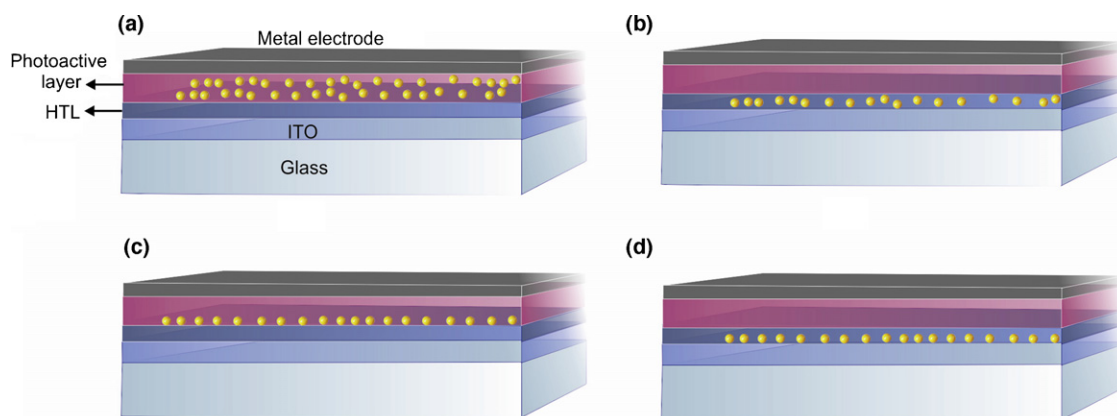 (a)
Metal electrode
Photoactive
layer
HTL
ITO
Glass
(b)
(c)
(d)